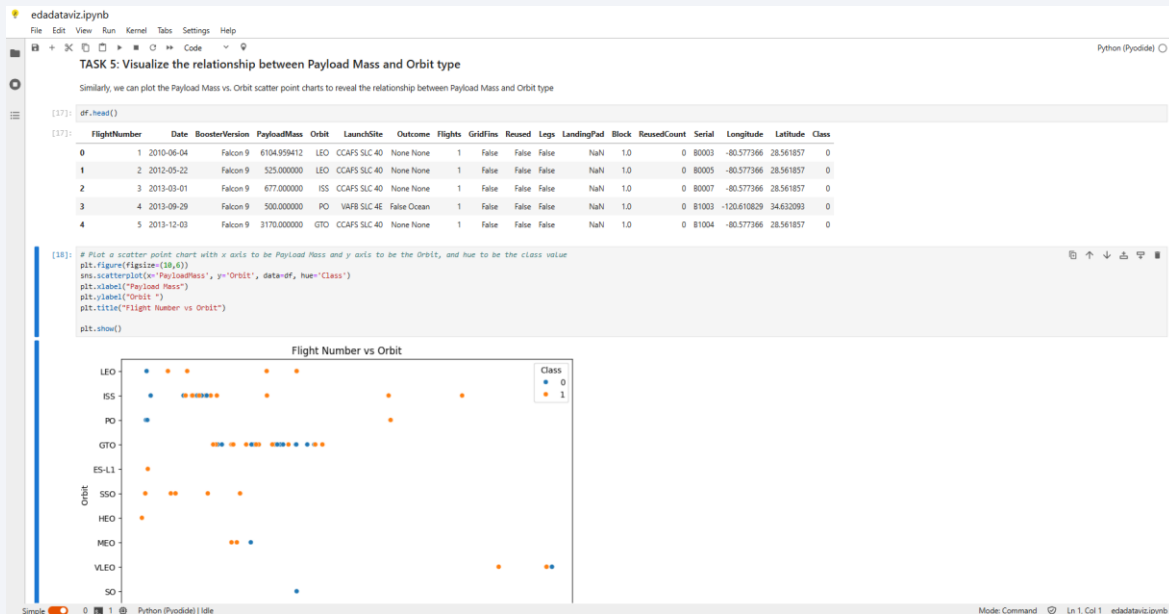 edadataviz.ipynb
File Edit View Run Kernel Tabs Settings Help
Code
Python (Pyodide)
TASK 5: Visualize the relationship between Payload Mass and Orbit type
Similarly, we can plot the Payload Mass vs. Orbit scatter point charts to reveal the relationship between Payload Mass and Orbit type
[17]: df.head()
[17]: FlightNumber Date BoosterVersion PayloadMass Orbit LaunchSite Outcome Flights GridFins Reused Legs LandingPad Block ReusedCount Serial Longitude Latitude Class
0 1 2010-06-04 Falcon 9 6104.959412 LEO CCAFS SLC 40 None None 1 False False False NaN 1.0 0 B0003 -80.577366 28.561857 0
1 2 2012-05-22 Falcon 9 525.000000 LEO CCAFS SLC 40 None None 1 False False False NaN 1.0 0 B0005 -80.577366 28.561857 0
2 3 2013-03-01 Falcon 9 677.000000 ISS CCAFS SLC 40 None None 1 False False False NaN 1.0 0 B0007 -80.577366 28.561857 0
3 4 2013-09-29 Falcon 9 500.000000 PO VAFB SLC 4E False Ocean 1 False False False NaN 1.0 0 B1003 -120.610829 34.632093 0
4 5 2013-12-03 Falcon 9 3170.000000 GTO CCAFS SLC 40 None None 1 False False False NaN 1.0 0 B1004 -80.577366 28.561857 0
[18]: # Plot a scatter point chart with x axis to be Payload Mass and y axis to be the Orbit, and hue to be the class value
plt.figure(figsize=(10,6))
sns.scatterplot(x='PayloadMass', y='Orbit', data=df, hue='Class')
plt.xlabel("Payload Mass")
plt.ylabel("Orbit ")
plt.title("Flight Number vs Orbit")
plt.show()
Flight Number vs Orbit
Class
0
1
LEO
ISS
PO
GTO
ES-L1
Orbit
SSO
HEO
MEO
VLEO
SO
Simple 0 1 Python (Pyodide) | Idle
Mode: Command Ln 1, Col 1 edadataviz.ipynb